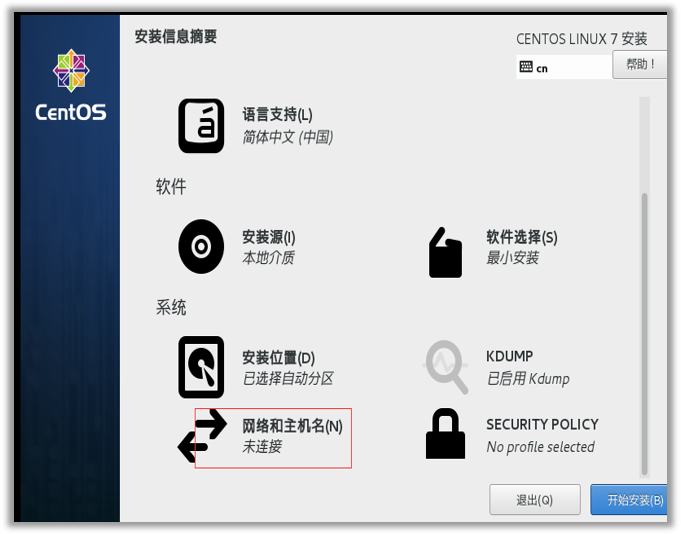 安装信息摘要
CENTOS LINUX 7 安装
cn
帮助！
CentOS
语言支持(L)
简体中文 (中国)
软件
安装源(I)
本地介质
软件选择(S)
最小安装
系统
安装位置(D)
已选择自动分区
KDUMP
已启用 Kdump
网络和主机名(N)
未连接
SECURITY POLICY
No profile selected
退出(Q)
开始安装(B)